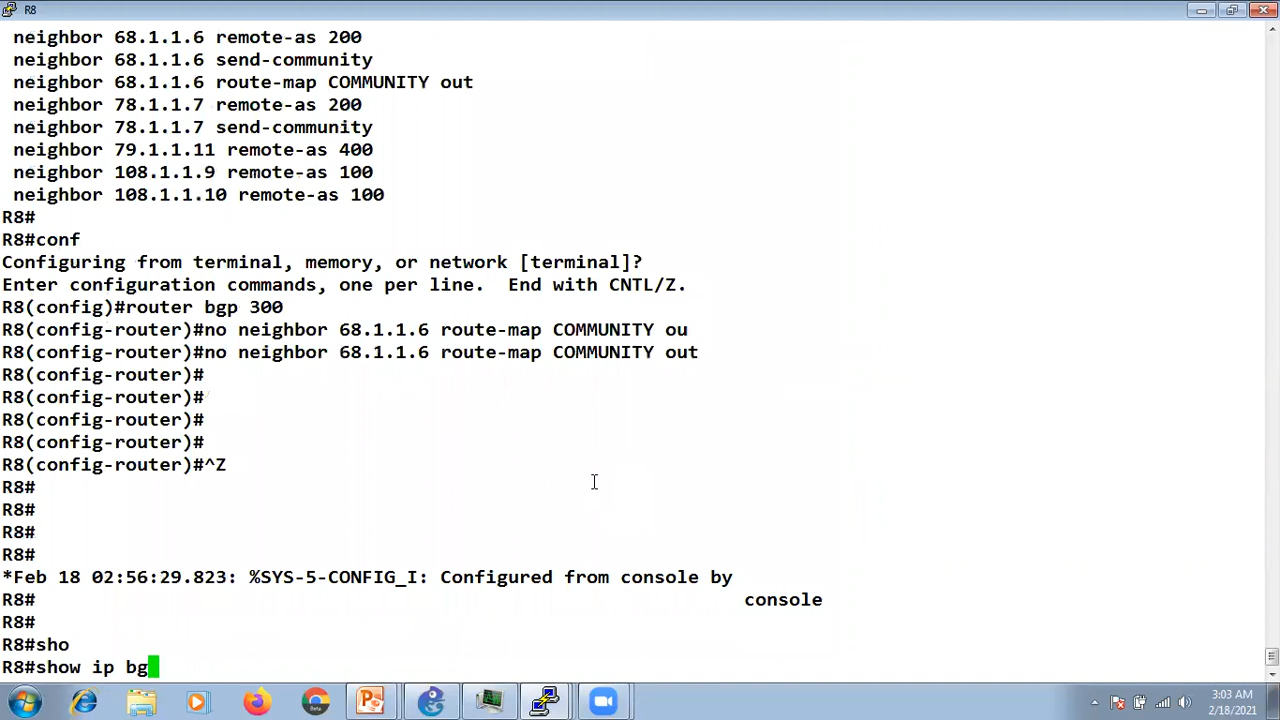 R8
neighbor 68.1.1.6 remote-as 200
neighbor 68.1.1.6 send-community
neighbor 68.1.1.6 route-map COMMUNITY out
neighbor 78.1.1.7 remote-as 200
neighbor 78.1.1.7 send-community
neighbor 79.1.1.11 remote-as 400
neighbor 108.1.1.9 remote-as 100
neighbor 108.1.1.10 remote-as 100
R8#
R8#conf
Configuring from terminal, memory, or network [terminal]?
Enter configuration commands, one per line.  End with CNTL/Z.
R8(config)#router bgp 300
R8(config-router)#no neighbor 68.1.1.6 route-map COMMUNITY ou
R8(config-router)#no neighbor 68.1.1.6 route-map COMMUNITY out
R8(config-router)#
R8(config-router)#
R8(config-router)#
R8(config-router)#
R8(config-router)#^Z
R8#
R8#
R8#
R8#
*Feb 18 02:56:29.823: %SYS-5-CONFIG_I: Configured from console by
R8# console
R8#
R8#sho
R8#show ip bg
3:03 AM
2/18/2021